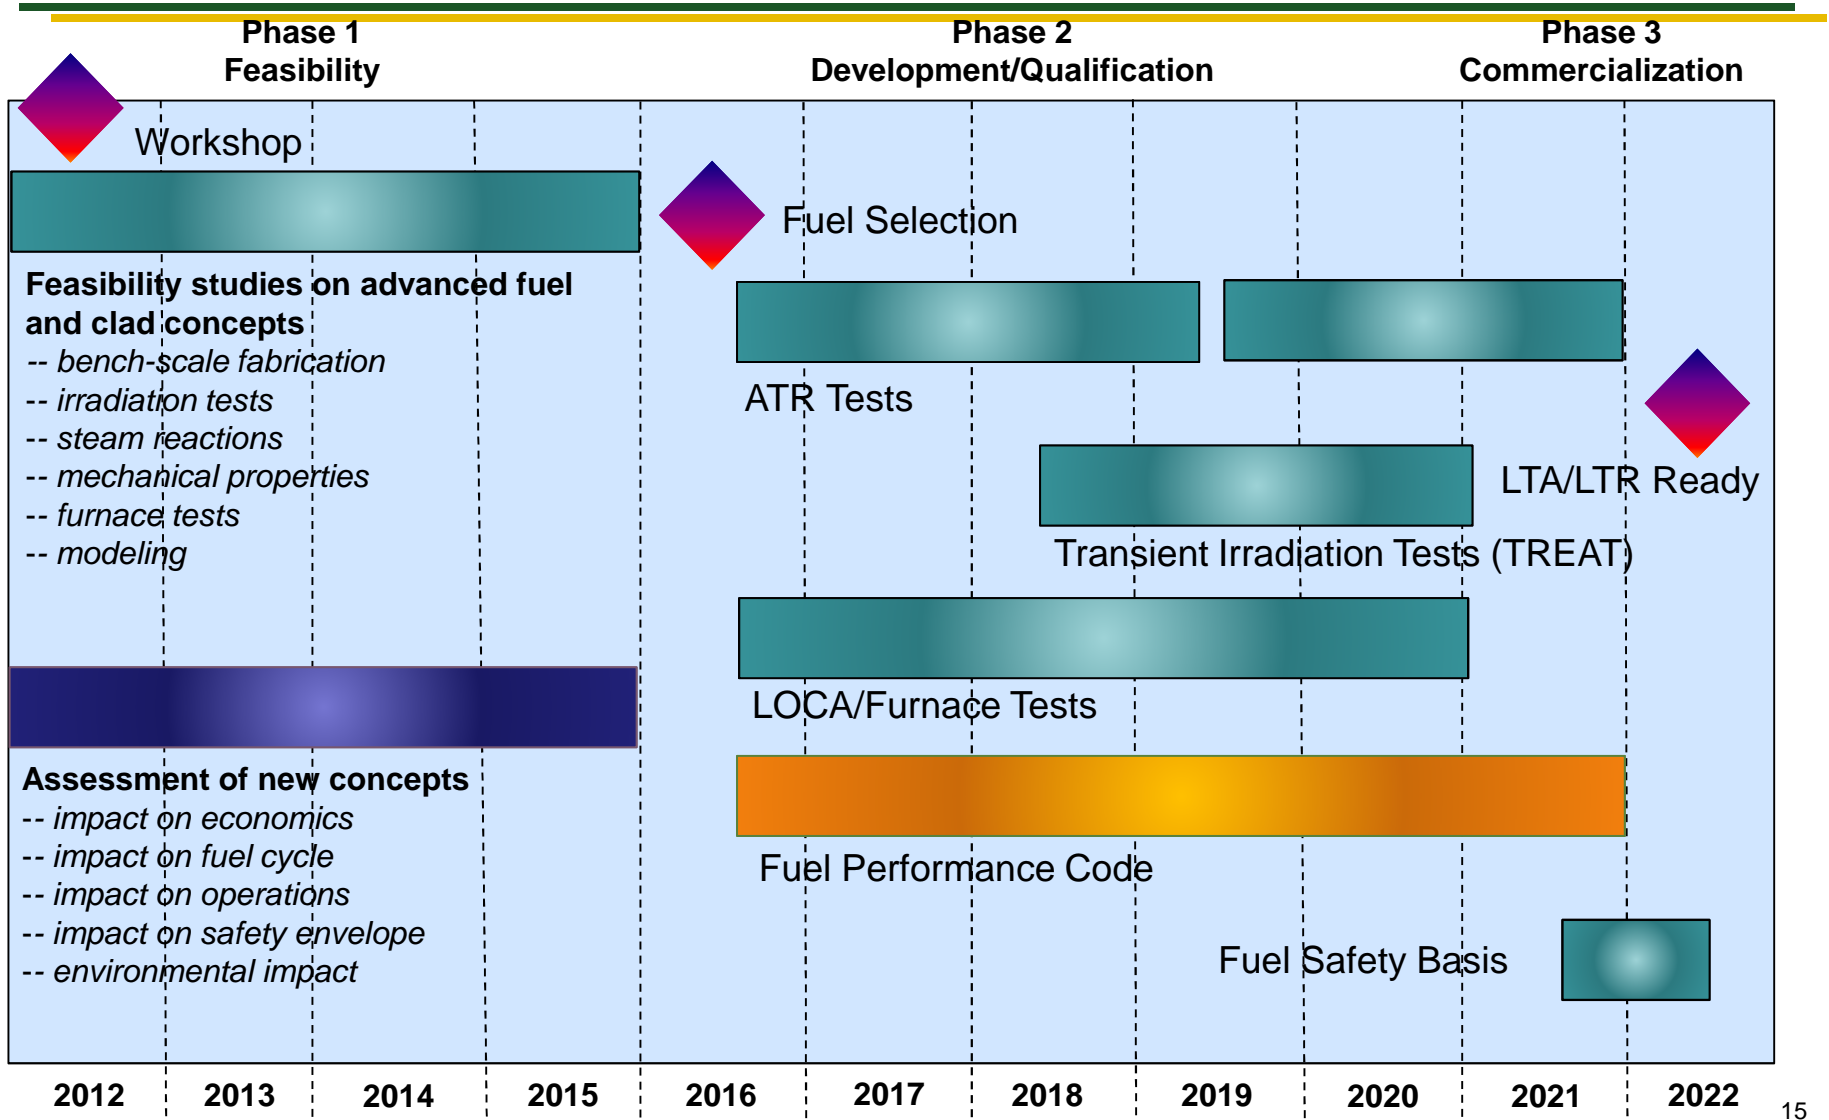 Phase 1
Feasibility
Phase 2
Development/Qualification
Phase 3
Commercialization
Workshop
Fuel Selection
Feasibility studies on advanced fuel
and clad concepts
-- bench-scale fabrication
-- irradiation tests
-- steam reactions
-- mechanical properties
-- furnace tests
-- modeling
ATR Tests
LTA/LTR Ready
Transient Irradiation Tests (TREAT)
LOCA/Furnace Tests
Assessment of new concepts
-- impact on economics
-- impact on fuel cycle
-- impact on operations
-- impact on safety envelope
-- environmental impact
Fuel Performance Code
Fuel Safety Basis
2012 2013 2014 2015 2016 2017 2018 2019 2020 2021 2022
15